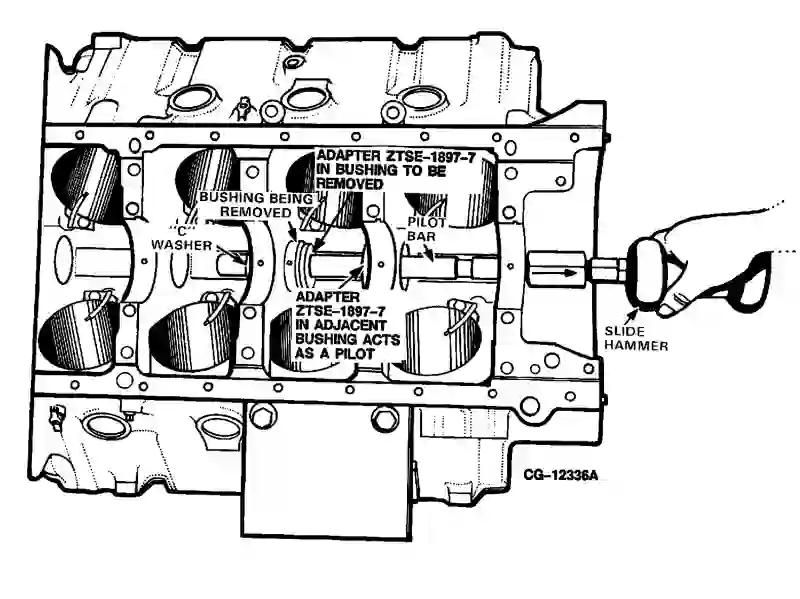 ADAPTER ZTSE-1897-7
IN BUSHING TO BE
REMOVED
BUSHING BEING
REMOVED
"C"
WASHER
PILOT
BAR
ADAPTER
ZTSE-1897-7
IN ADJACENT
BUSHING ACTS
AS A PILOT
SLIDE
HAMMER
CG-12336A